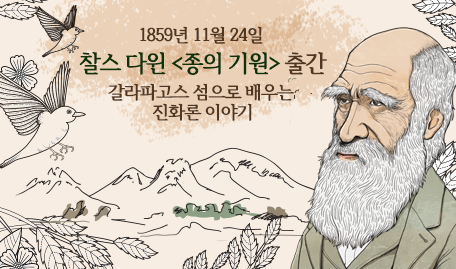 1859년 11월 24일
찰스 다윈 <종의 기원> 출간
갈라파고스 섬으로 배우는
진화론 이야기